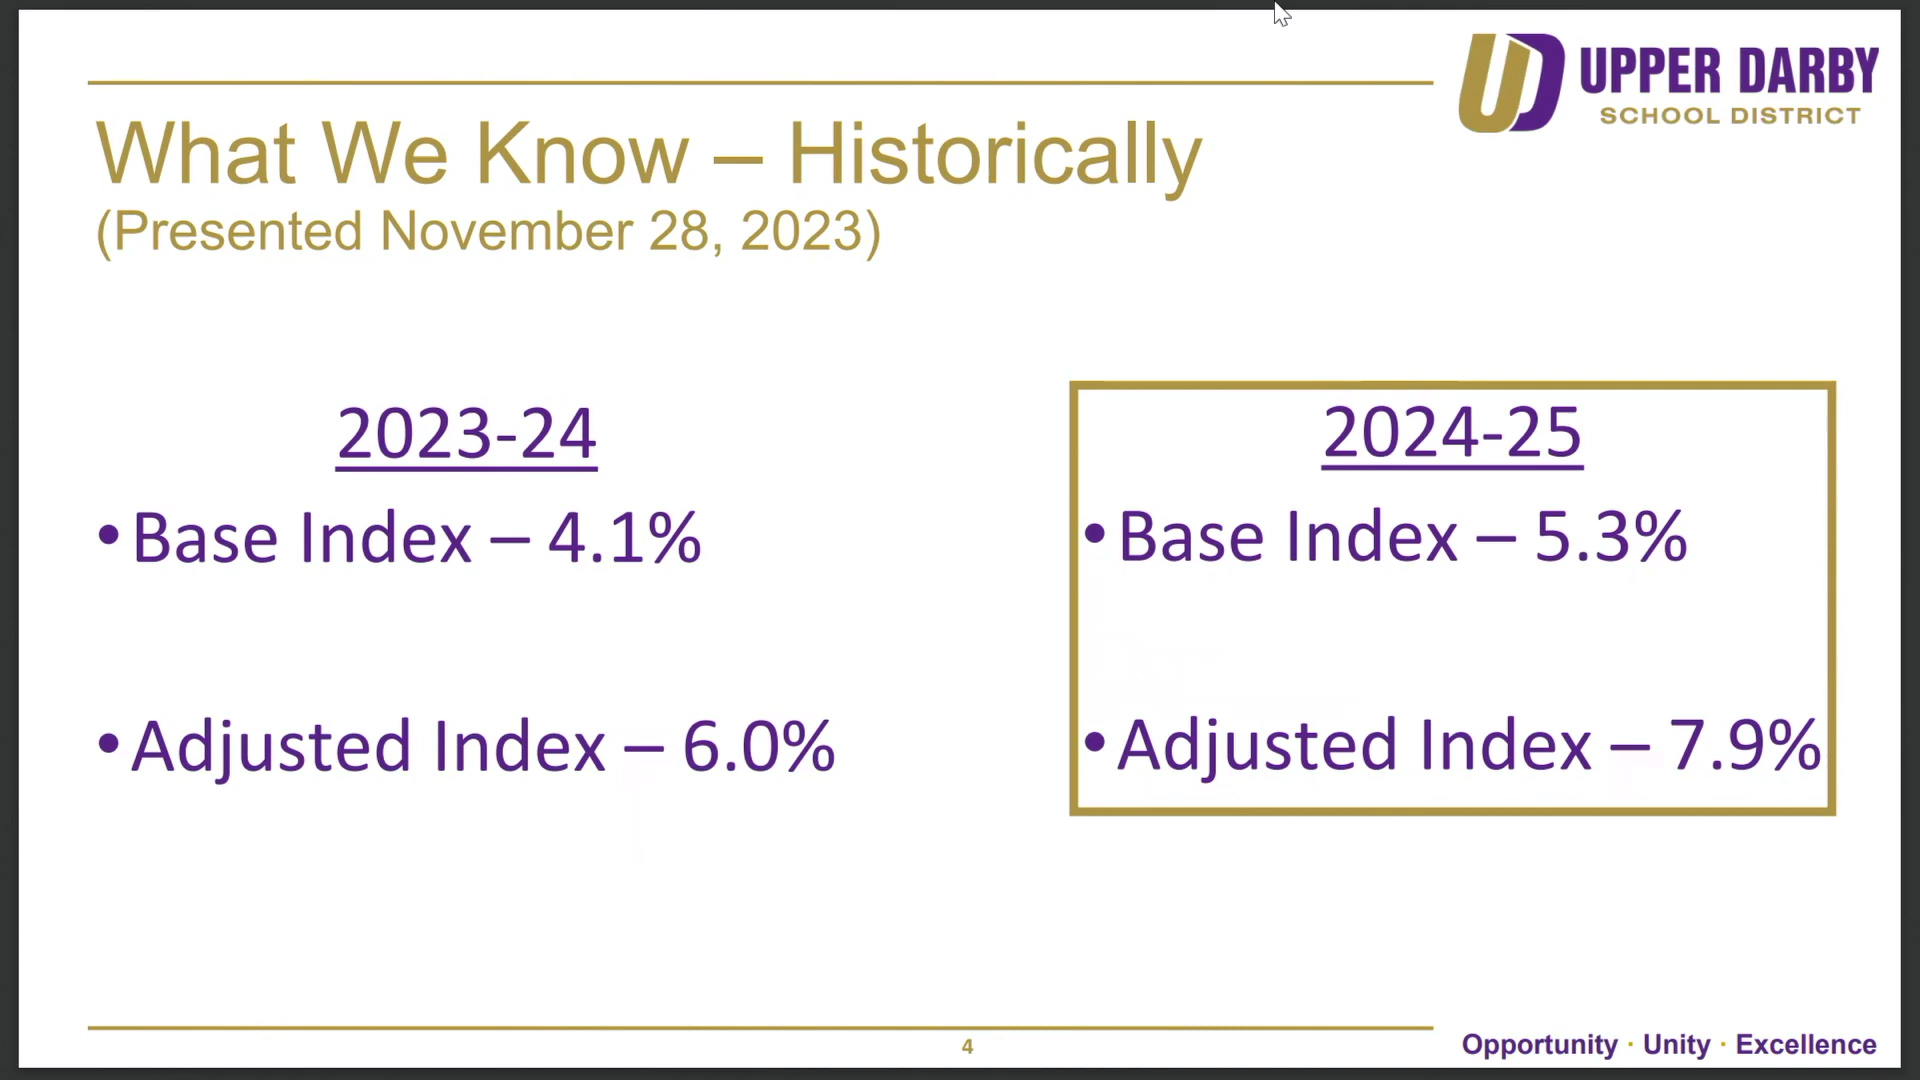 UPPER DARBY
SCHOOL DISTRICT
What We Know – Historically
(Presented November 28, 2023)
2023-24
• Base Index – 4.1%
• Adjusted Index – 6.0%
2024-25
• Base Index – 5.3%
• Adjusted Index – 7.9%
4
Opportunity · Unity · Excellence